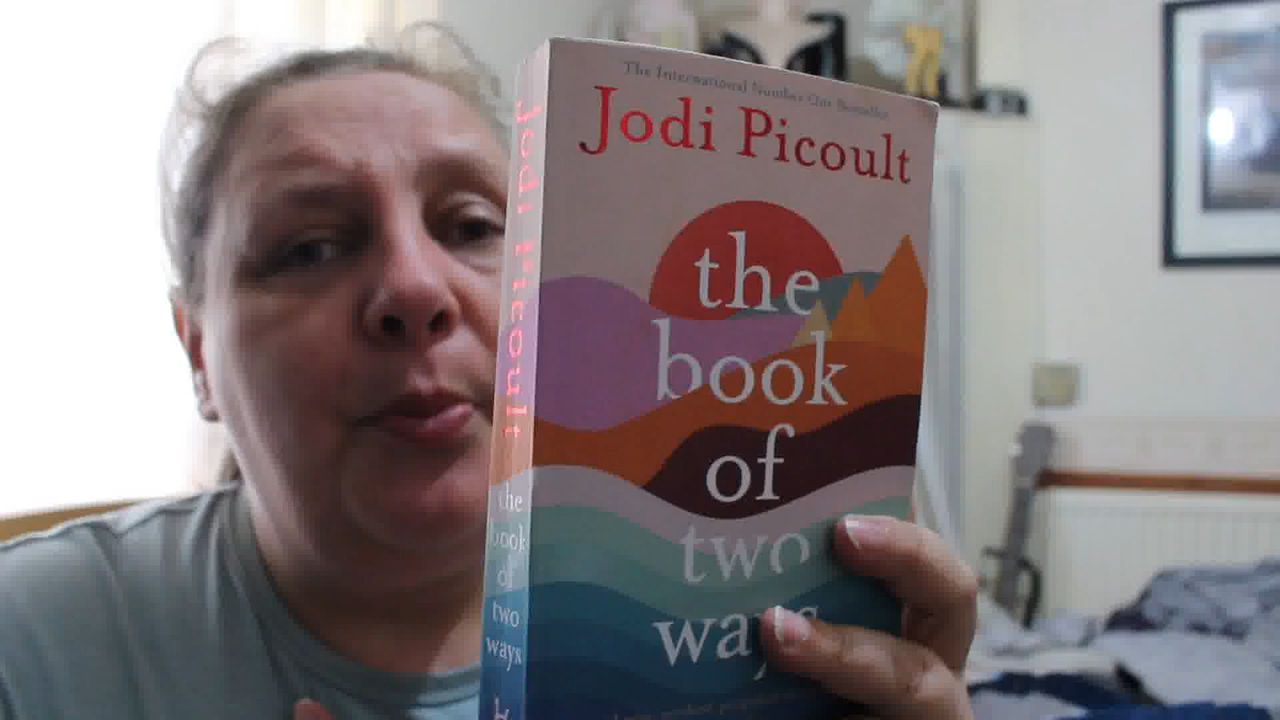 The International Number One Bestseller
Jodi Picoult
the
book
of
two
ways
Jodi Picoult
the
book
of
two
ways